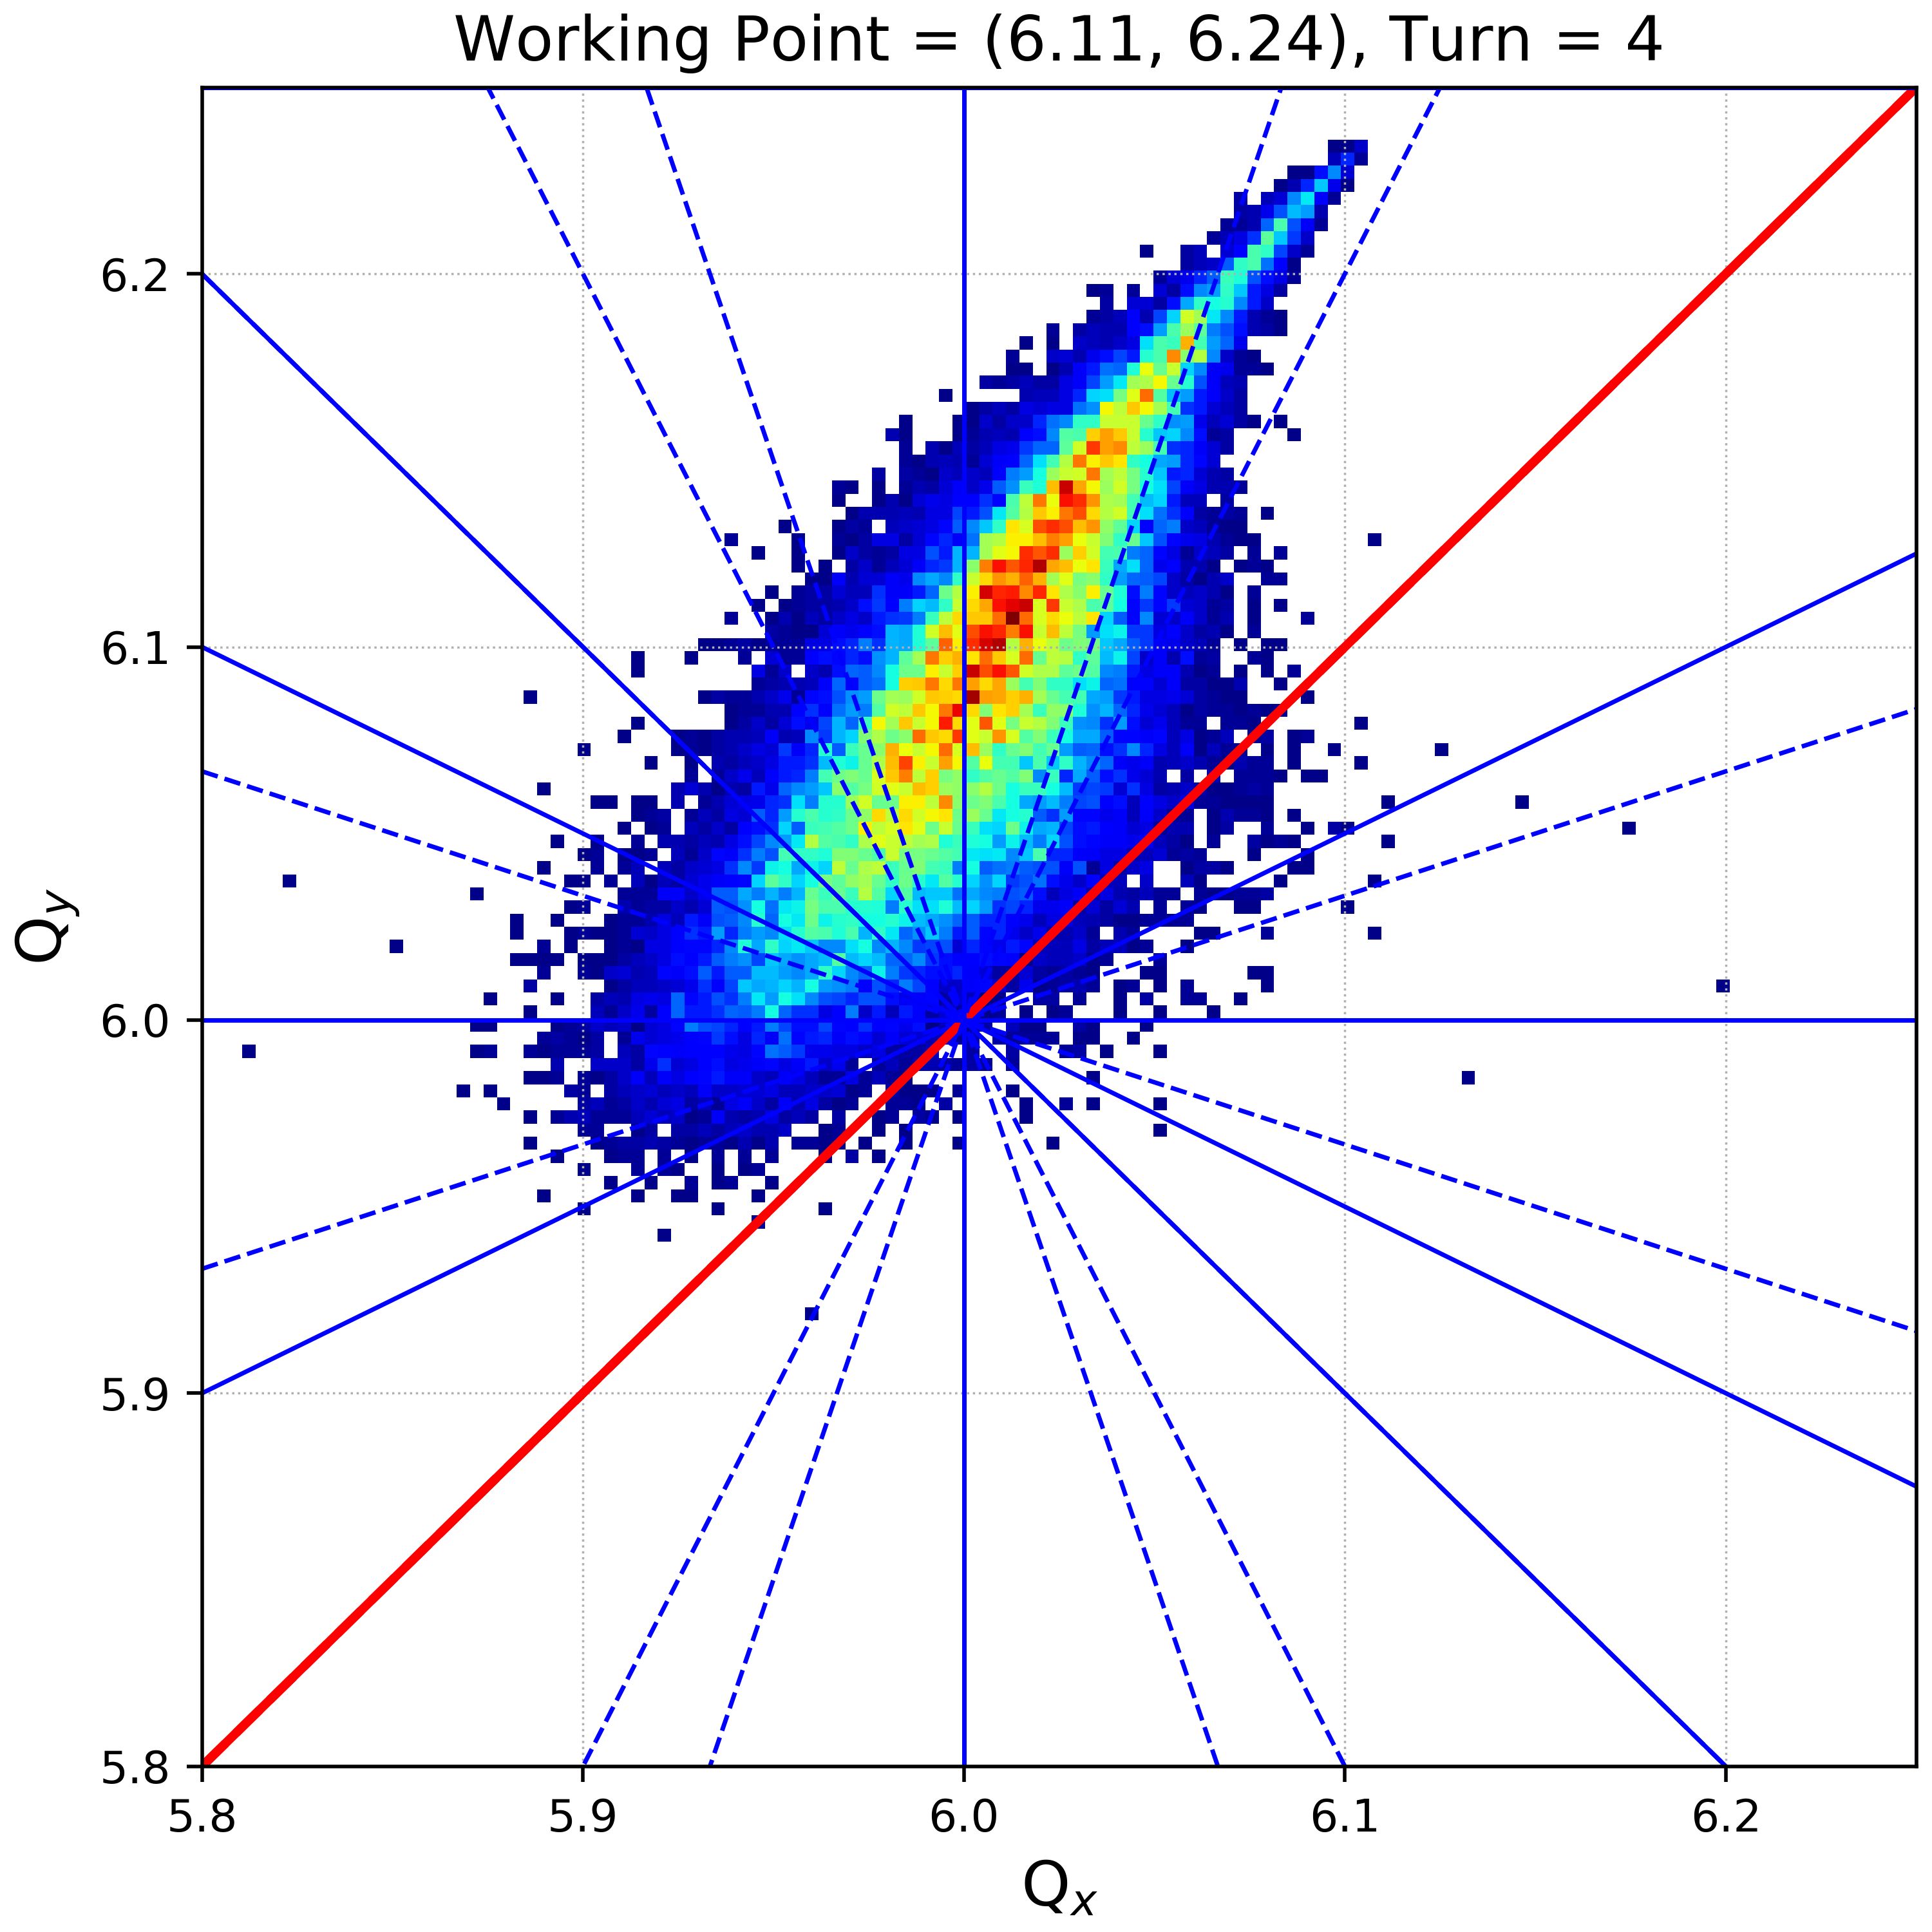 Working Point = (6.11, 6.24), Turn = 4
6.2
6.1
6.0
5.9
5.8
Qy
5.8 5.9 6.0 6.1 6.2
Qx